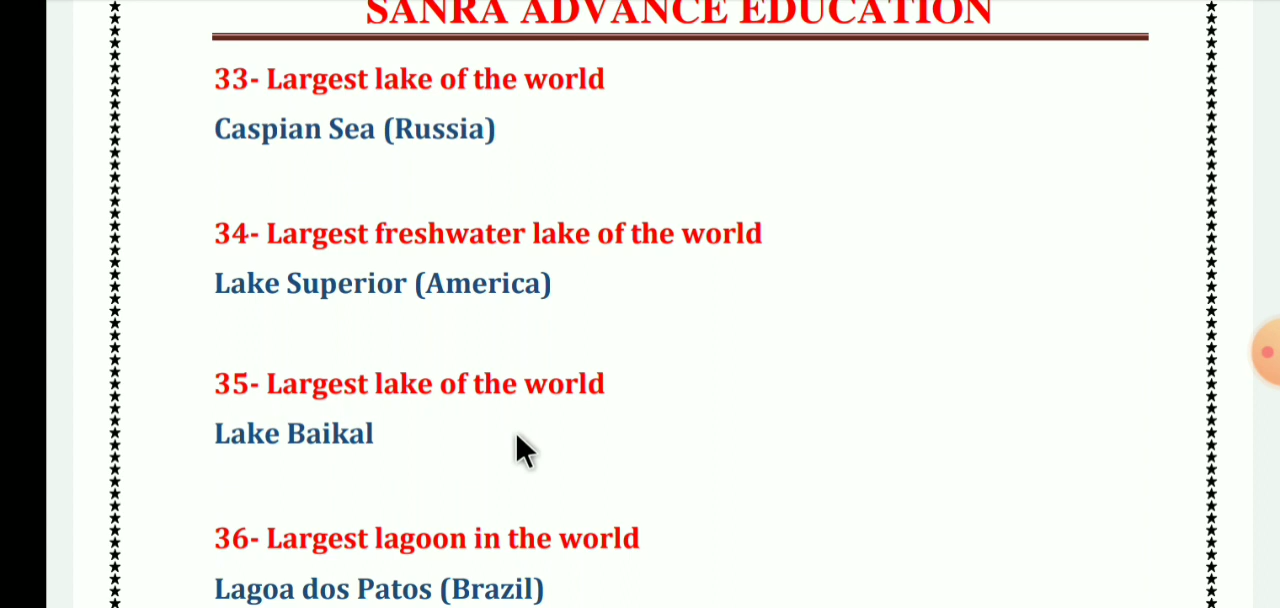 SANRA ADVANCE EDUCATION
33- Largest lake of the world
Caspian Sea (Russia)
34- Largest freshwater lake of the world
Lake Superior (America)
35- Largest lake of the world
Lake Baikal
36- Largest lagoon in the world
Lagoa dos Patos (Brazil)